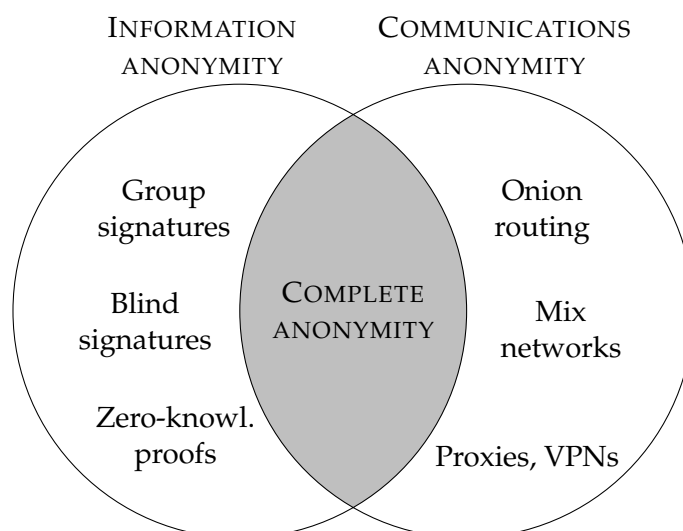 INFORMATION
ANONYMITY
COMMUNICATIONS
ANONYMITY
Group
signatures
Blind
signatures
Zero-knowl.
proofs
COMPLETE
ANONYMITY
Onion
routing
Mix
networks
Proxies, VPNs